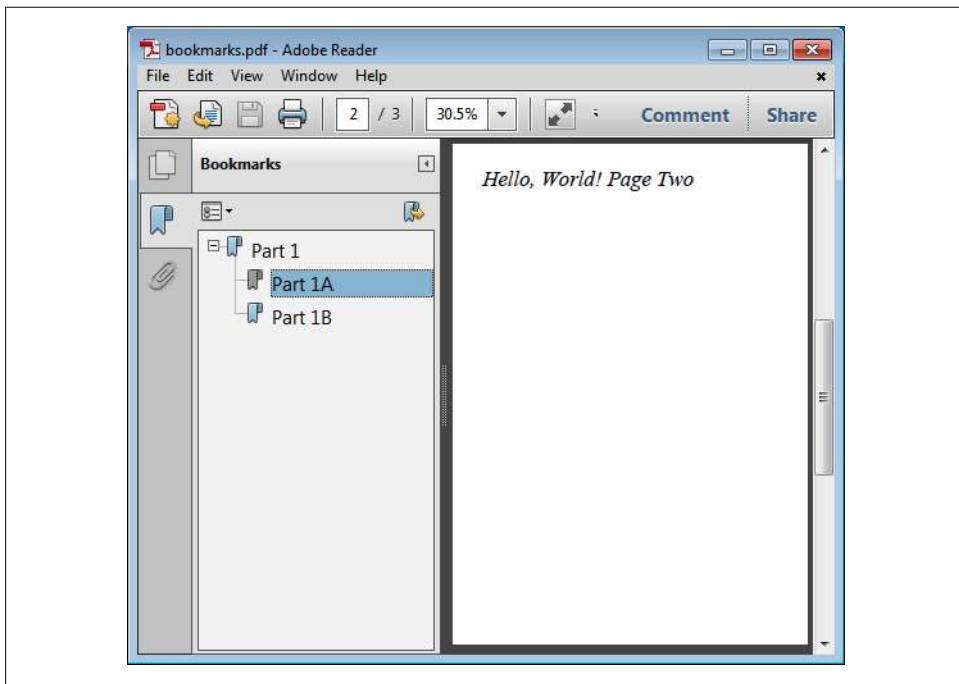 bookmarks.pdf - Adobe Reader
File Edit View Window Help
2 / 3 30.5% Comment Share
Bookmarks
Part 1
Part 1A
Part 1B
Hello, World! Page Two